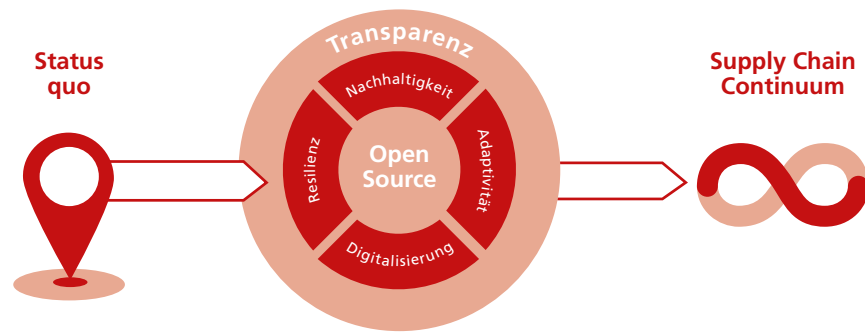 Status
quo
Transparenz
Nachhaltigkeit
Resilienz
Open
Source
Adaptivität
Digitalisierung
Supply Chain
Continuum